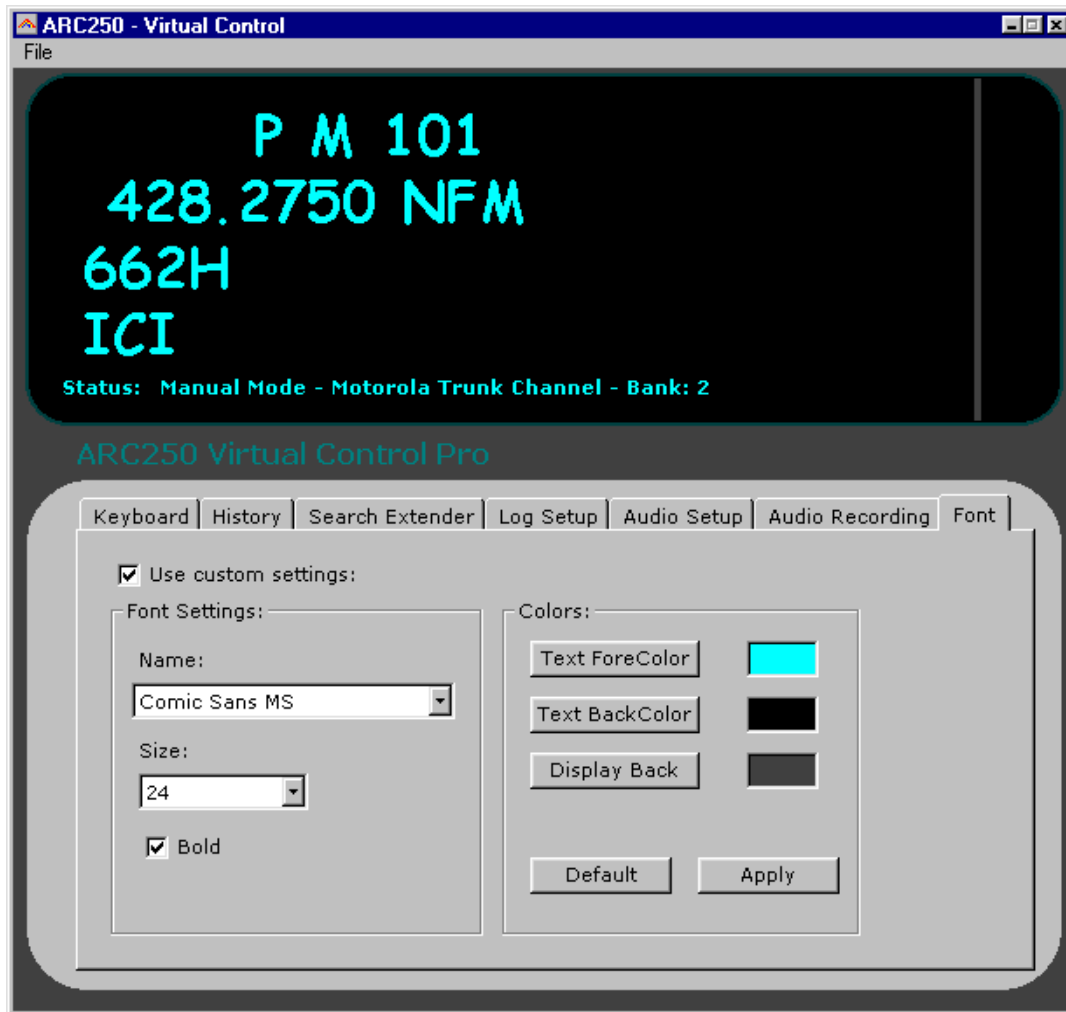 ARC250 - Virtual Control
File
P M 101
428.2750 NFM
662H
ICI
Status: Manual Mode - Motorola Trunk Channel - Bank: 2
ARC250 Virtual Control Pro
Keyboard History Search Extender Log Setup Audio Setup Audio Recording Font
Use custom settings:
Font Settings:
Name:
Comic Sans MS
Size:
24
Bold
Colors:
Text ForeColor
Text BackColor
Display Back
Default Apply